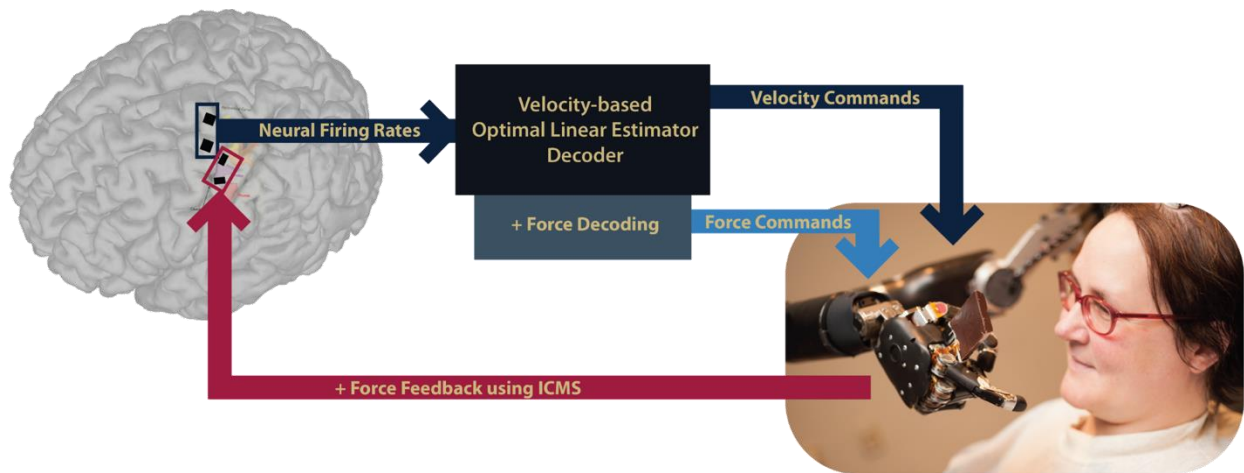 Neural Firing Rates
Velocity-based
Optimal Linear Estimator
Decoder
Velocity Commands
+ Force Decoding
Force Commands
+ Force Feedback using ICMS